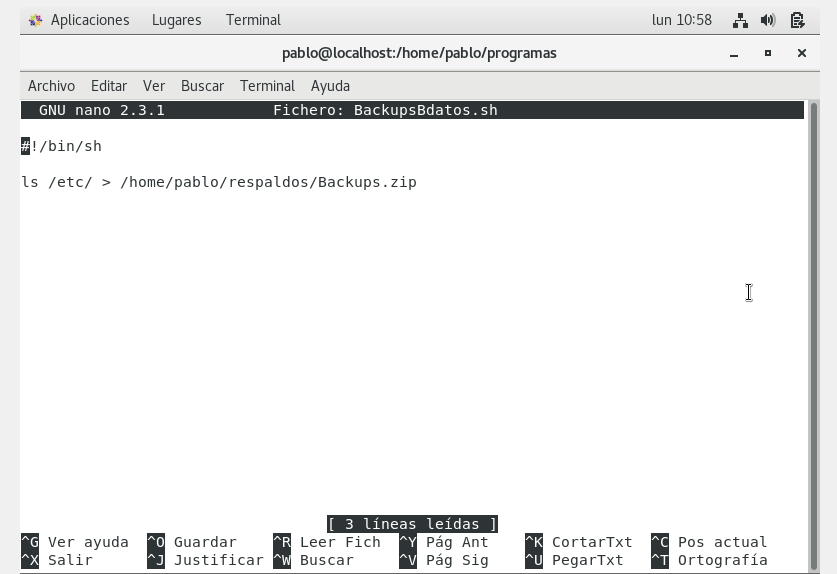 Aplicaciones Lugares Terminal lun 10:58
pablo@localhost:/home/pablo/programas
Archivo Editar Ver Buscar Terminal Ayuda
GNU nano 2.3.1 Fichero: BackupsBdatos.sh
#!/bin/sh
ls /etc/ > /home/pablo/respaldos/Backups.zip
[ 3 líneas leídas ]
^G Ver ayuda ^O Guardar ^R Leer Fich ^Y Pág Ant ^K CortarTxt ^C Pos actual
^X Salir ^J Justificar ^W Buscar ^V Pág Sig ^U PegarTxt ^T Ortografía